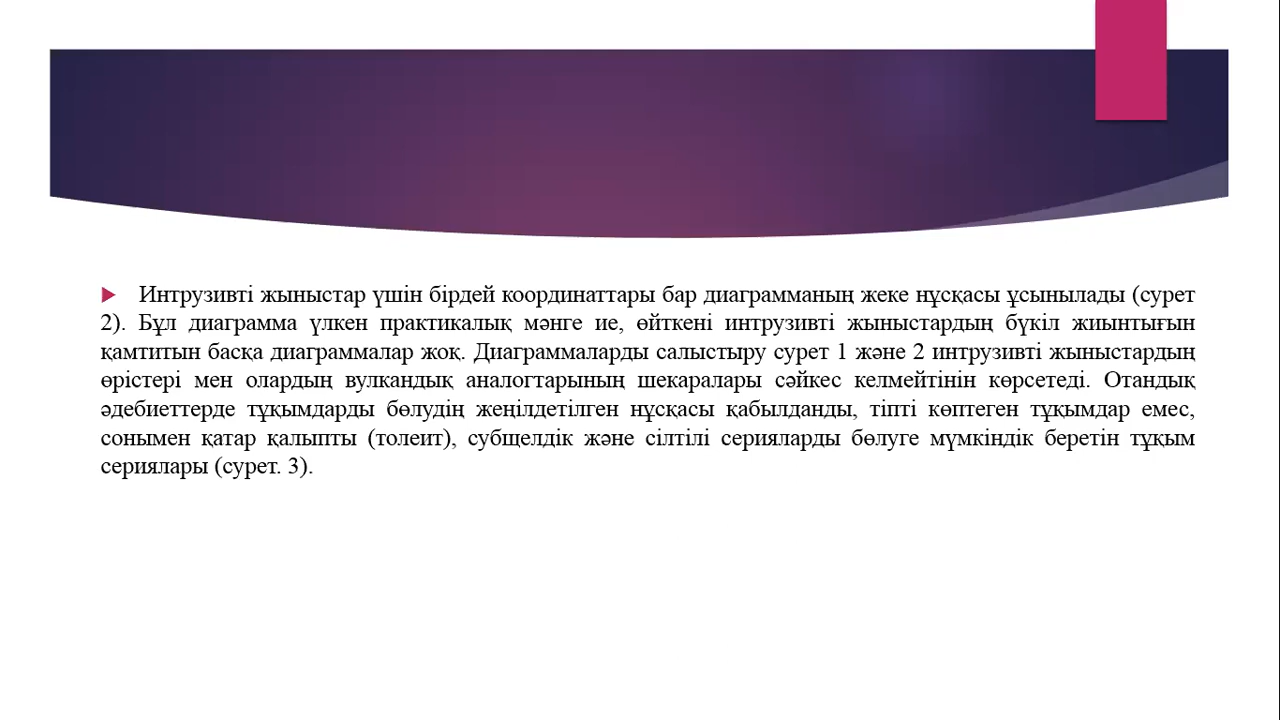 Интрузивті жыныстар үшін бірдей координаттары бар диаграмманың жеке нұсқасы ұсынылады (сурет
2). Бұл диаграмма үлкен практикалық мәнге ие, өйткені интрузивті жыныстардың бүкіл жиынтығын
қамтитын басқа диаграммалар жоқ. Диаграммаларды салыстыру сурет 1 және 2 интрузивті жыныстардың
өрістері мен олардың вулкандық аналогтарының шекаралары сәйкес келмейтінін көрсетеді. Отандық
әдебиеттерде тұқымдарды бөлудің жеңілдетілген нұсқасы қабылданды, тіпті көптеген тұқымдар емес,
сонымен қатар қалыпты (толеит), субщелдік және сілтілі серияларды бөлуге мүмкіндік беретін тұқым
сериялары (сурет. 3).